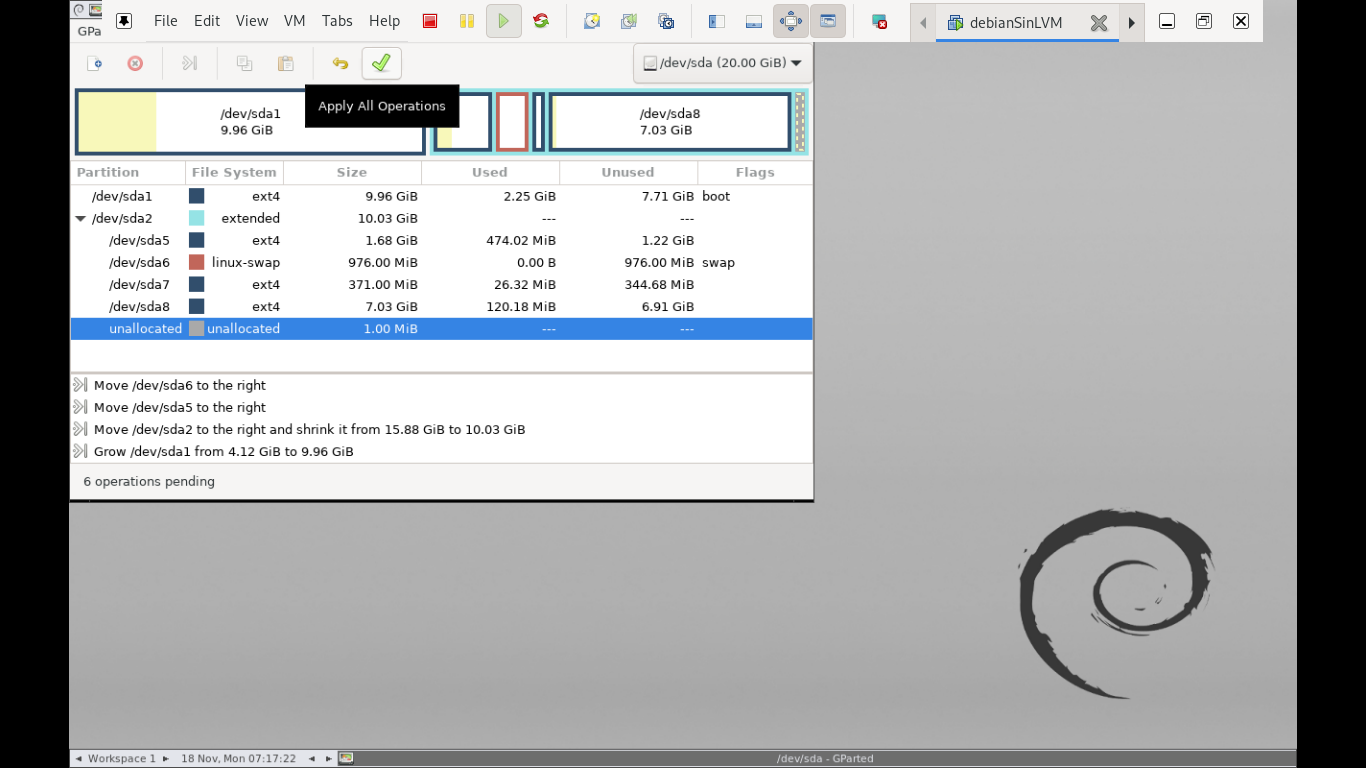 File Edit View VM Tabs Help debianSinLVM
GPa
/dev/sda (20.00 GiB)
Apply All Operations
/dev/sda1
9.96 GiB
/dev/sda8
7.03 GiB
Partition File System Size Used Unused Flags
/dev/sda1 ext4 9.96 GiB 2.25 GiB 7.71 GiB boot
/dev/sda2 extended 10.03 GiB --- ---
/dev/sda5 ext4 1.68 GiB 474.02 MiB 1.22 GiB
/dev/sda6 linux-swap 976.00 MiB 0.00 B 976.00 MiB swap
/dev/sda7 ext4 371.00 MiB 26.32 MiB 344.68 MiB
/dev/sda8 ext4 7.03 GiB 120.18 MiB 6.91 GiB
unallocated unallocated 1.00 MiB --- ---
Move /dev/sda6 to the right
Move /dev/sda5 to the right
Move /dev/sda2 to the right and shrink it from 15.88 GiB to 10.03 GiB
Grow /dev/sda1 from 4.12 GiB to 9.96 GiB
6 operations pending
Workspace 1 18 Nov, Mon 07:17:22 /dev/sda - GParted